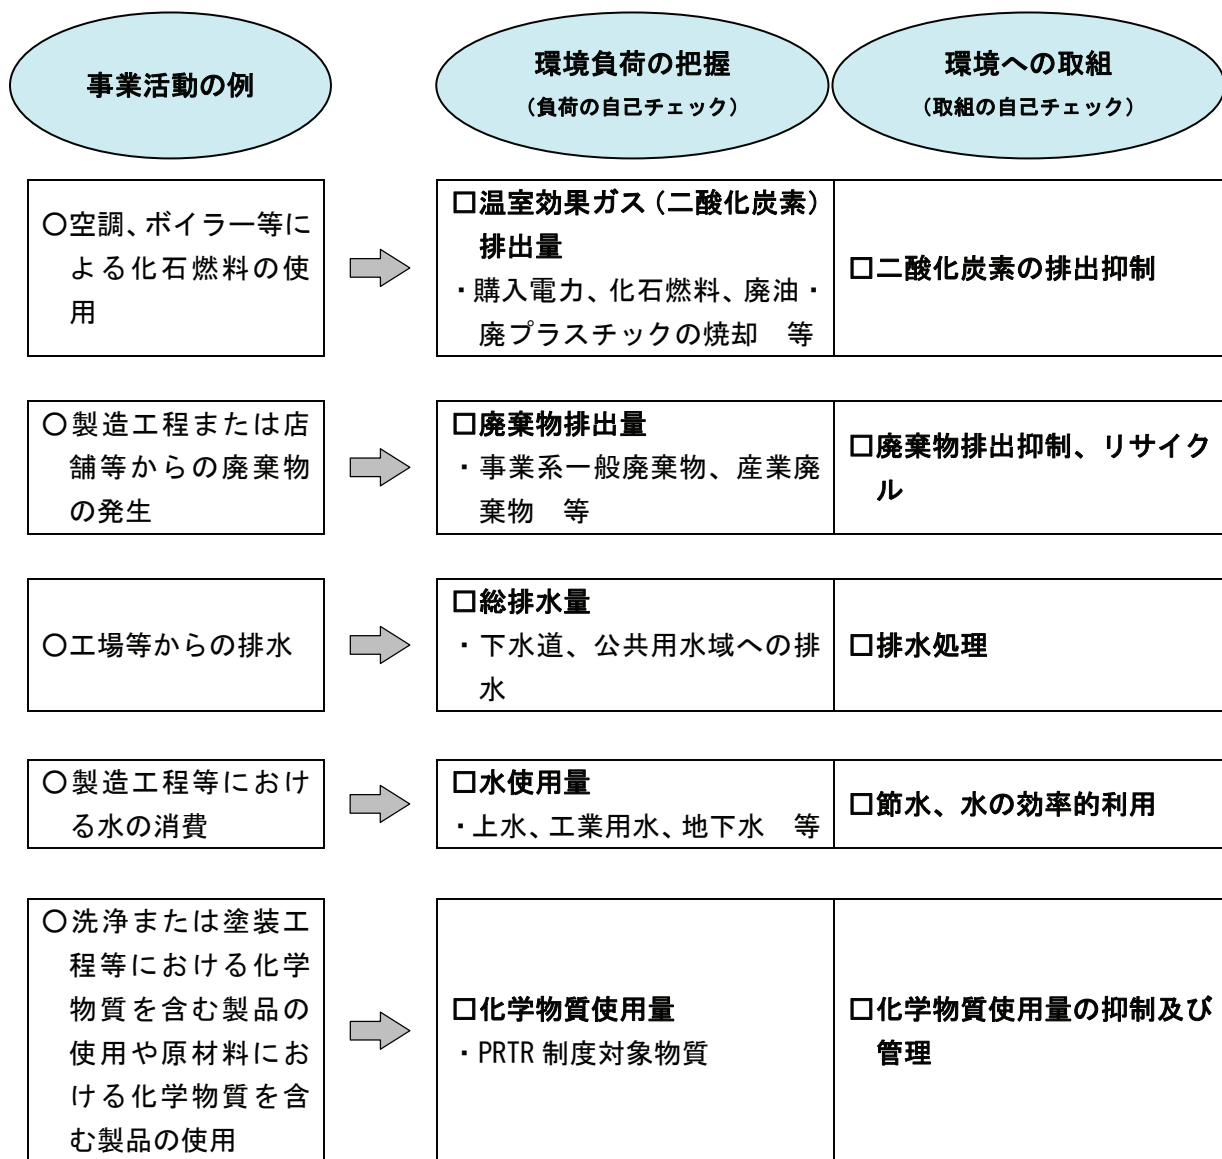 事業活動の例
環境負荷の把握
（負荷の自己チェック）
環境への取組
（取組の自己チェック）
○空調、ボイラー等に
よる化石燃料の使
用
□温室効果ガス（二酸化炭素）
排出量
・購入電力、化石燃料、廃油・
廃プラスチックの焼却　等
□二酸化炭素の排出抑制
○製造工程または店
舗等からの廃棄物
の発生
□廃棄物排出量
・事業系一般廃棄物、産業廃
棄物　等
□廃棄物排出抑制、リサイク
ル
○工場等からの排水
□総排水量
・下水道、公共用水域への排
水
□排水処理
○製造工程等におけ
る水の消費
□水使用量
・上水、工業用水、地下水　等
□節水、水の効率的利用
○洗浄または塗装工
程等における化学
物質を含む製品の
使用や原材料にお
ける化学物質を含
む製品の使用
□化学物質使用量
・PRTR 制度対象物質
□化学物質使用量の抑制及び
管理